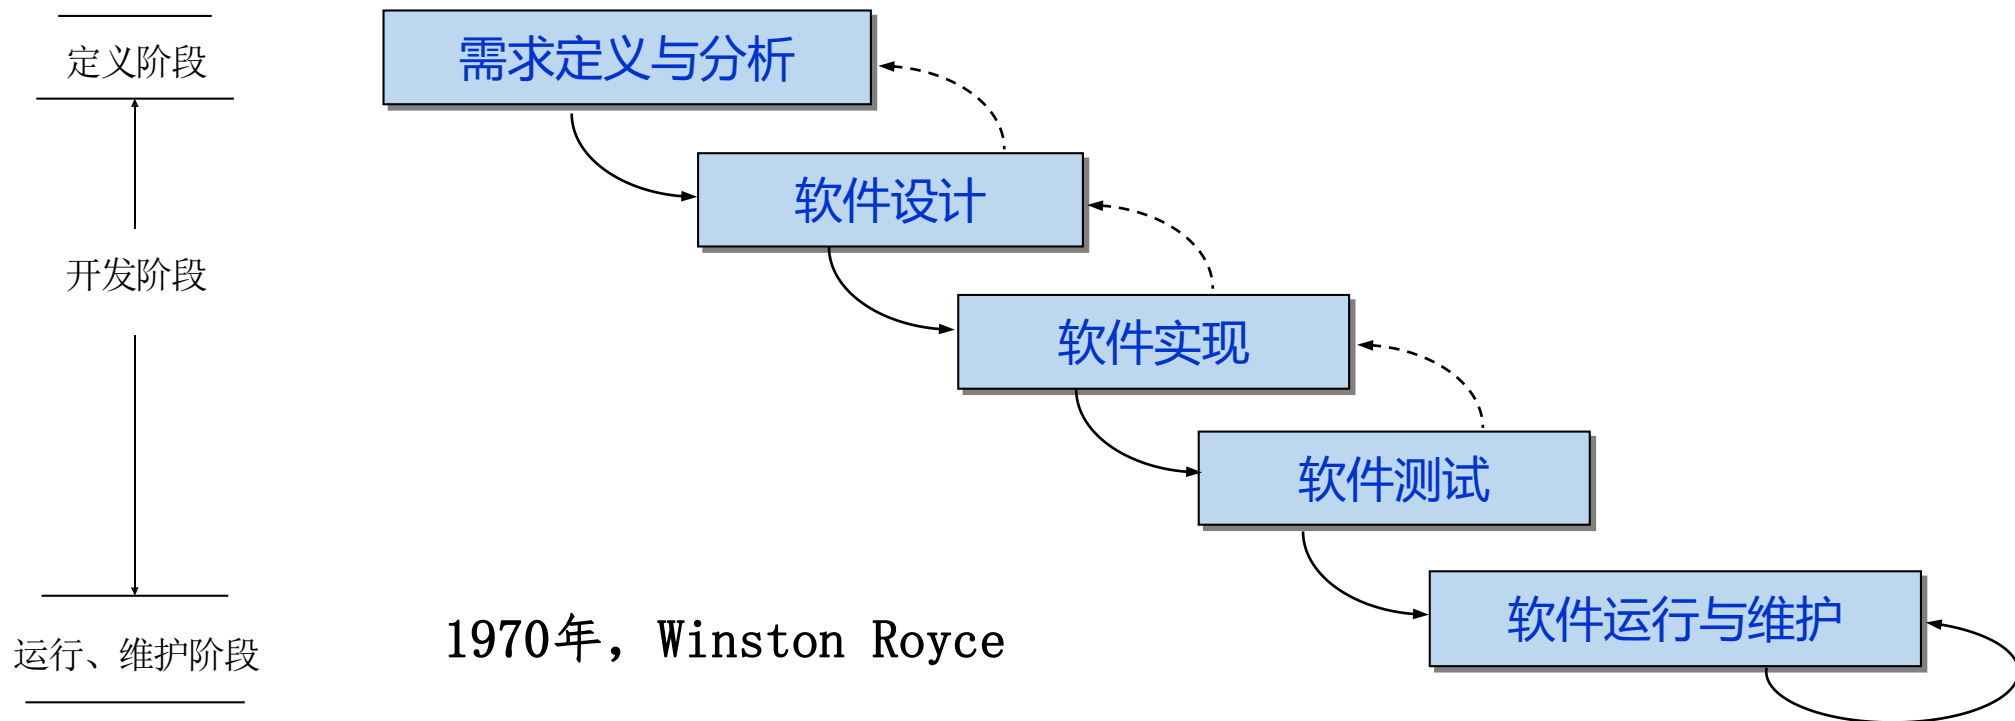 定义阶段
需求定义与分析
软件设计
开发阶段
软件实现
软件测试
软件运行与维护
运行、维护阶段
1970年，Winston Royce